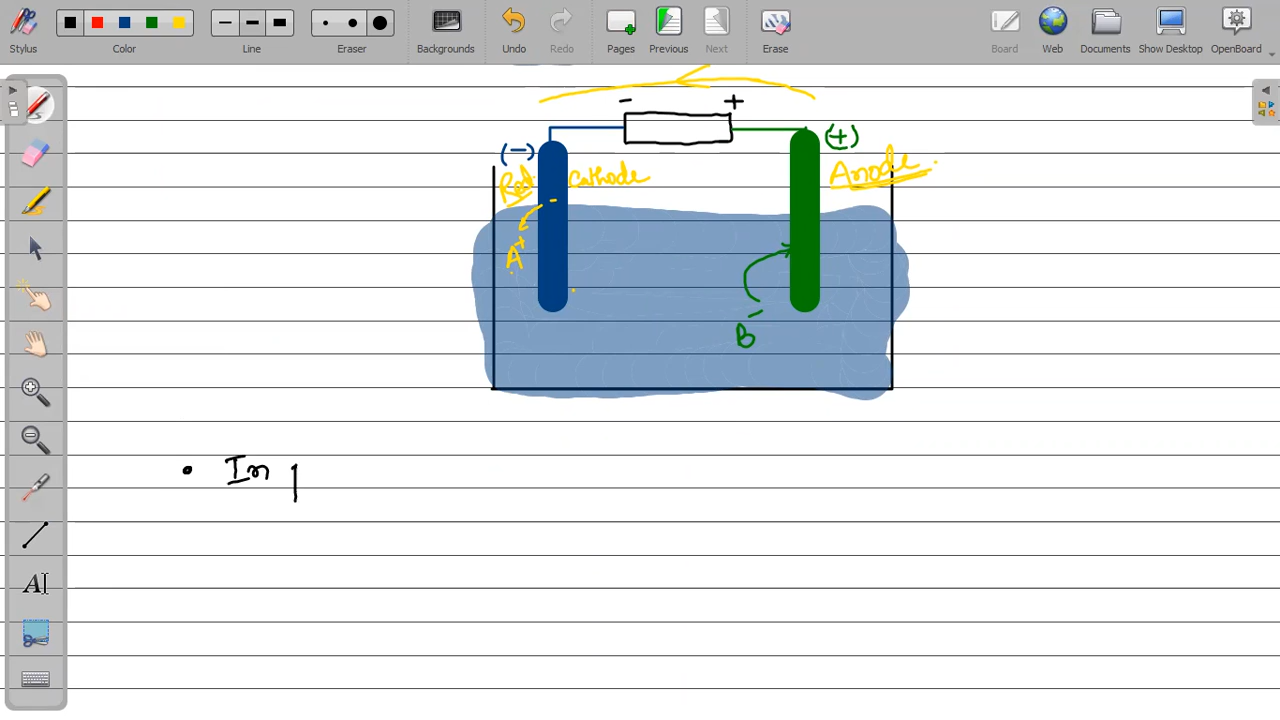 Stylus
Color
Line
Eraser
Backgrounds
Undo
Redo
Pages
Previous
Next
Erase
Board
Web
Documents
Show Desktop
OpenBoard
- +
(-) (+)
Red. Cathode Anode.
A+
B-
• In